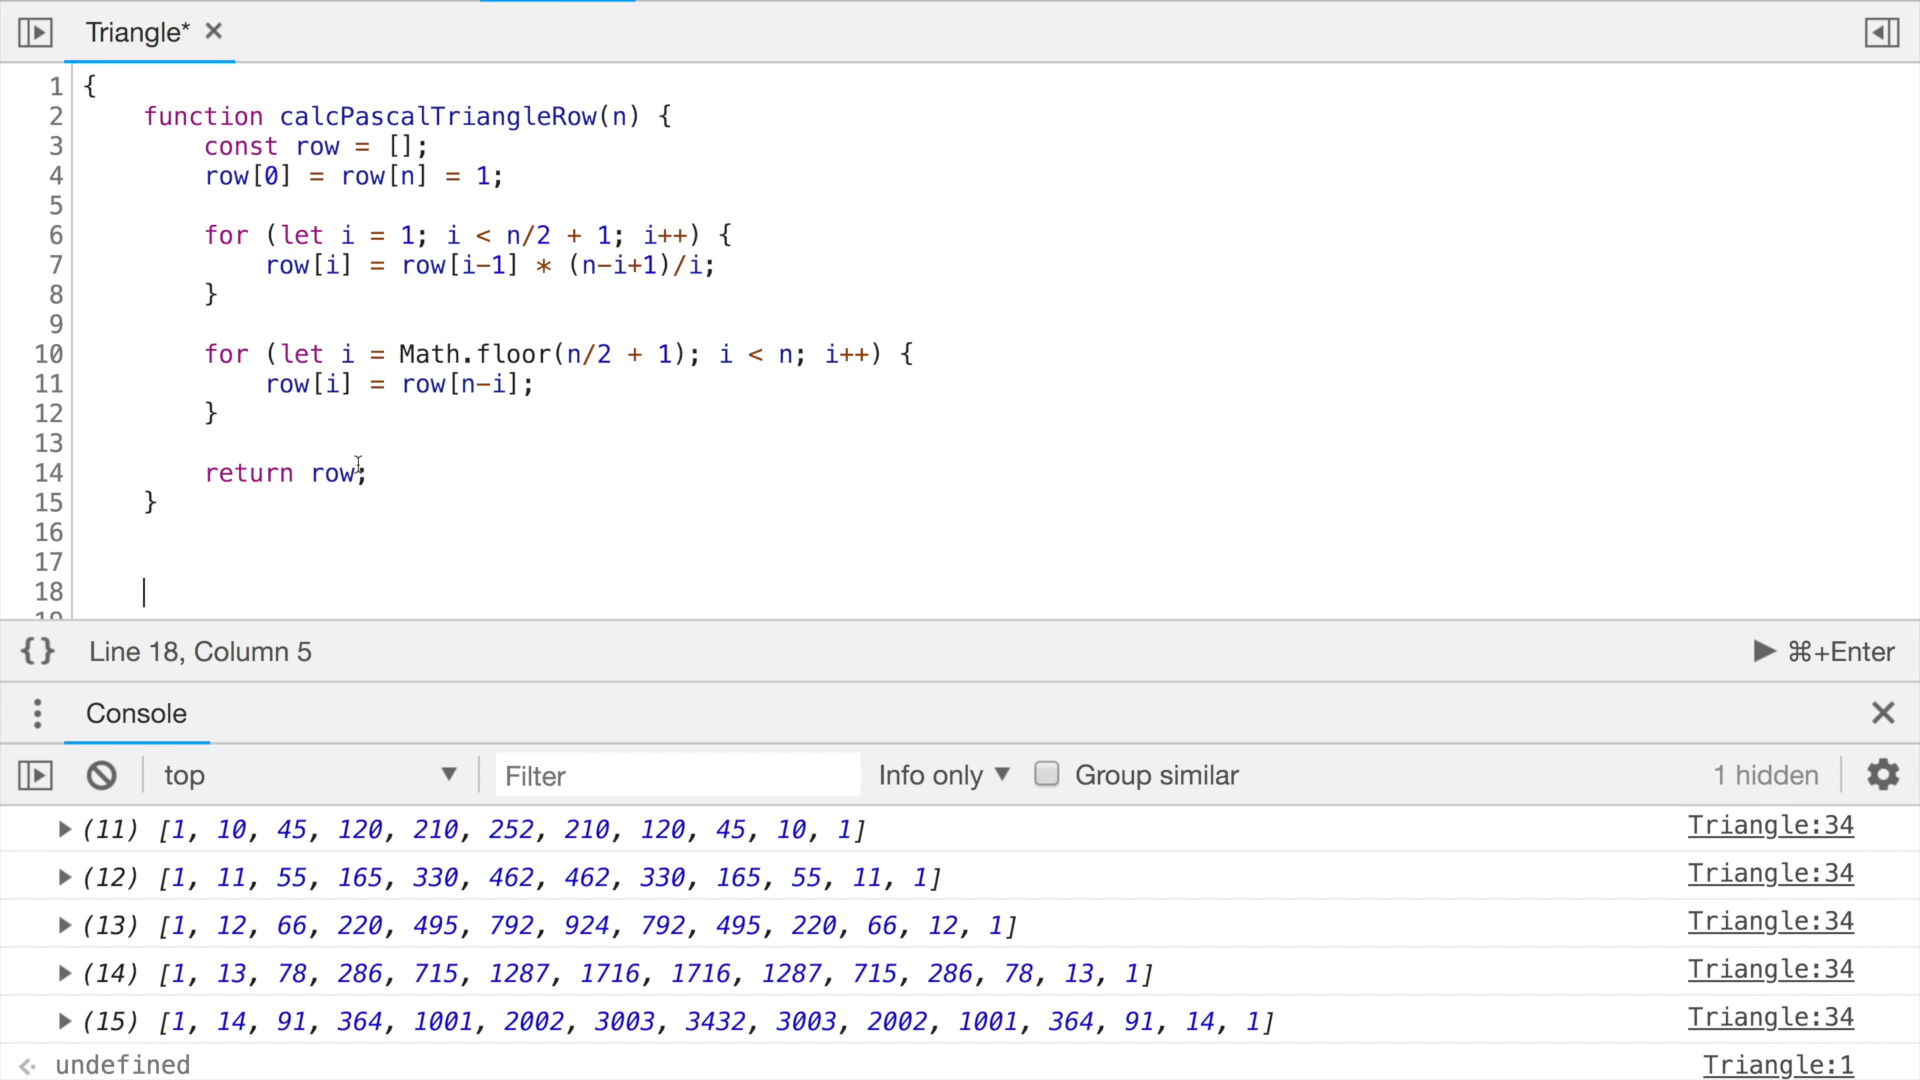 Triangle* ×
1 {
2 function calcPascalTriangleRow(n) {
3 const row = [];
4 row[0] = row[n] = 1;
5
6 for (let i = 1; i < n/2 + 1; i++) {
7 row[i] = row[i-1] * (n-i+1)/i;
8 }
9
10 for (let i = Math.floor(n/2 + 1); i < n; i++) {
11 row[i] = row[n-i];
12 }
13
14 return row;
15 }
16
17
18
19
{} Line 18, Column 5 ⌘+Enter
Console
top Filter Info only Group similar 1 hidden
(11) [1, 10, 45, 120, 210, 252, 210, 120, 45, 10, 1] Triangle:34
(12) [1, 11, 55, 165, 330, 462, 462, 330, 165, 55, 11, 1] Triangle:34
(13) [1, 12, 66, 220, 495, 792, 924, 792, 495, 220, 66, 12, 1] Triangle:34
(14) [1, 13, 78, 286, 715, 1287, 1716, 1716, 1287, 715, 286, 78, 13, 1] Triangle:34
(15) [1, 14, 91, 364, 1001, 2002, 3003, 3432, 3003, 2002, 1001, 364, 91, 14, 1] Triangle:34
undefined Triangle:1